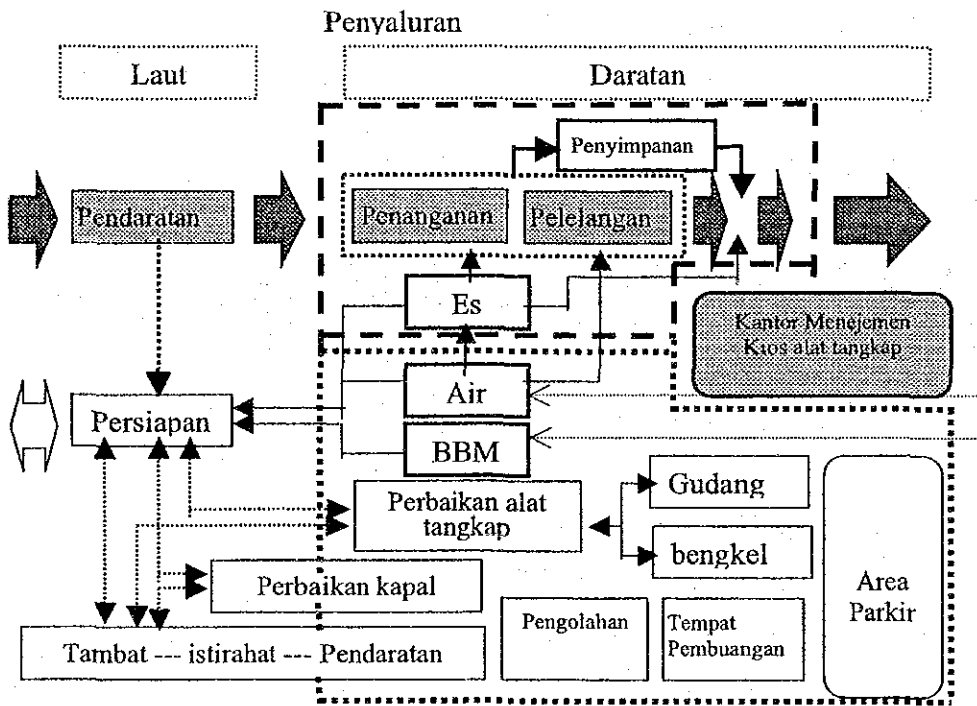 Penyaluran
Laut
Daratan
Penyimpanan
Pendaratan
Penanganan
Pelelangan
Es
Kantor Menejemen
Kios alat tangkap
Air
Persiapan
BBM
Perbaikan alat
tangkap
Gudang
bengkel
Area
Parkir
Perbaikan kapal
Pengolahan
Tempat
Pembuangan
Tambat --- istirahat --- Pendaratan